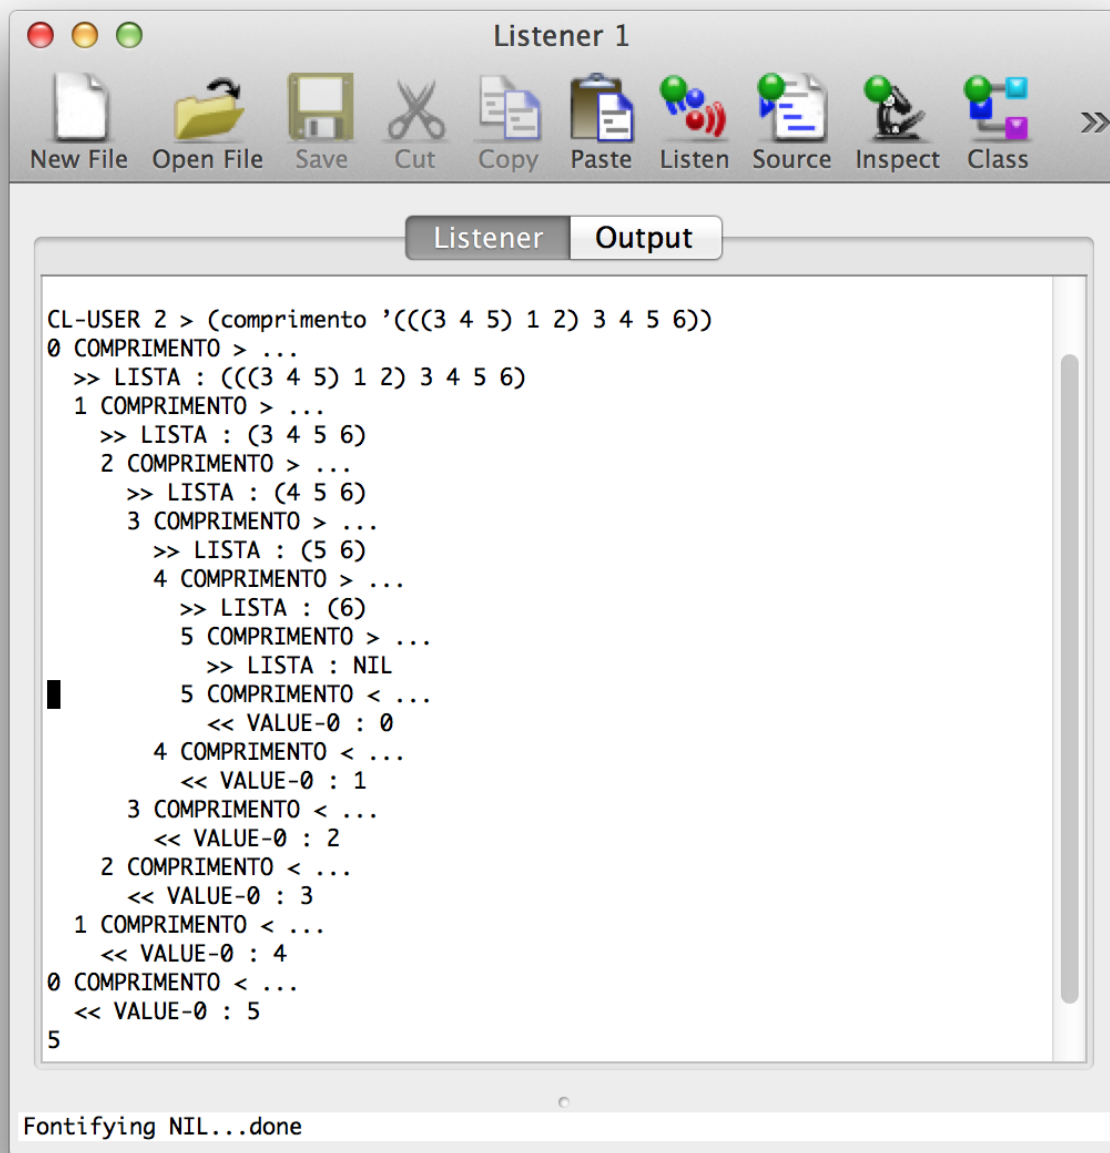 Listener 1
New File Open File Save Cut Copy Paste Listen Source Inspect Class »
Listener Output
CL-USER 2 > (comprimento ’(((3 4 5) 1 2) 3 4 5 6))
0 COMPRIMENTO > ...
>> LISTA : (((3 4 5) 1 2) 3 4 5 6)
1 COMPRIMENTO > ...
>> LISTA : (3 4 5 6)
2 COMPRIMENTO > ...
>> LISTA : (4 5 6)
3 COMPRIMENTO > ...
>> LISTA : (5 6)
4 COMPRIMENTO > ...
>> LISTA : (6)
5 COMPRIMENTO > ...
>> LISTA : NIL
5 COMPRIMENTO < ...
<< VALUE-0 : 0
4 COMPRIMENTO < ...
<< VALUE-0 : 1
3 COMPRIMENTO < ...
<< VALUE-0 : 2
2 COMPRIMENTO < ...
<< VALUE-0 : 3
1 COMPRIMENTO < ...
<< VALUE-0 : 4
0 COMPRIMENTO < ...
<< VALUE-0 : 5
5
Fontifying NIL...done